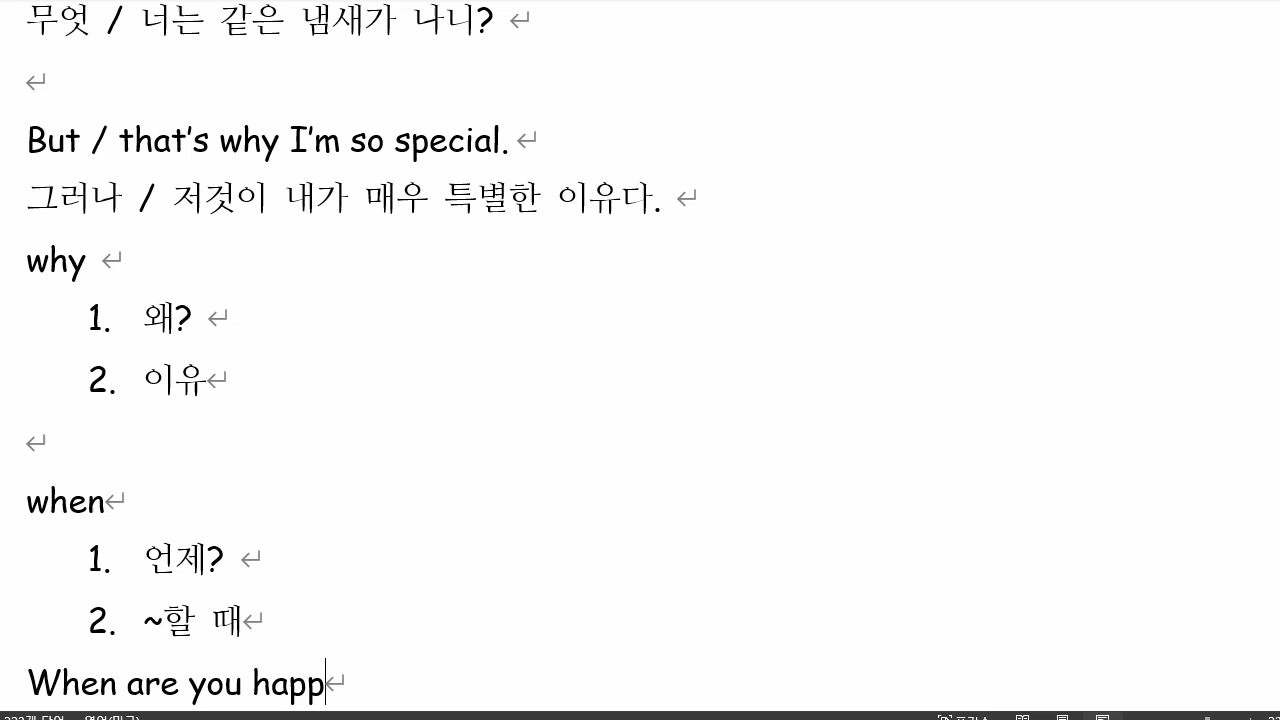 무엇 / 너는 같은 냄새가 나니?
But / that's why I'm so special.
그러나 / 저것이 내가 매우 특별한 이유다.
why
1. 왜?
2. 이유
when
1. 언제?
2. ~할 때
When are you happ